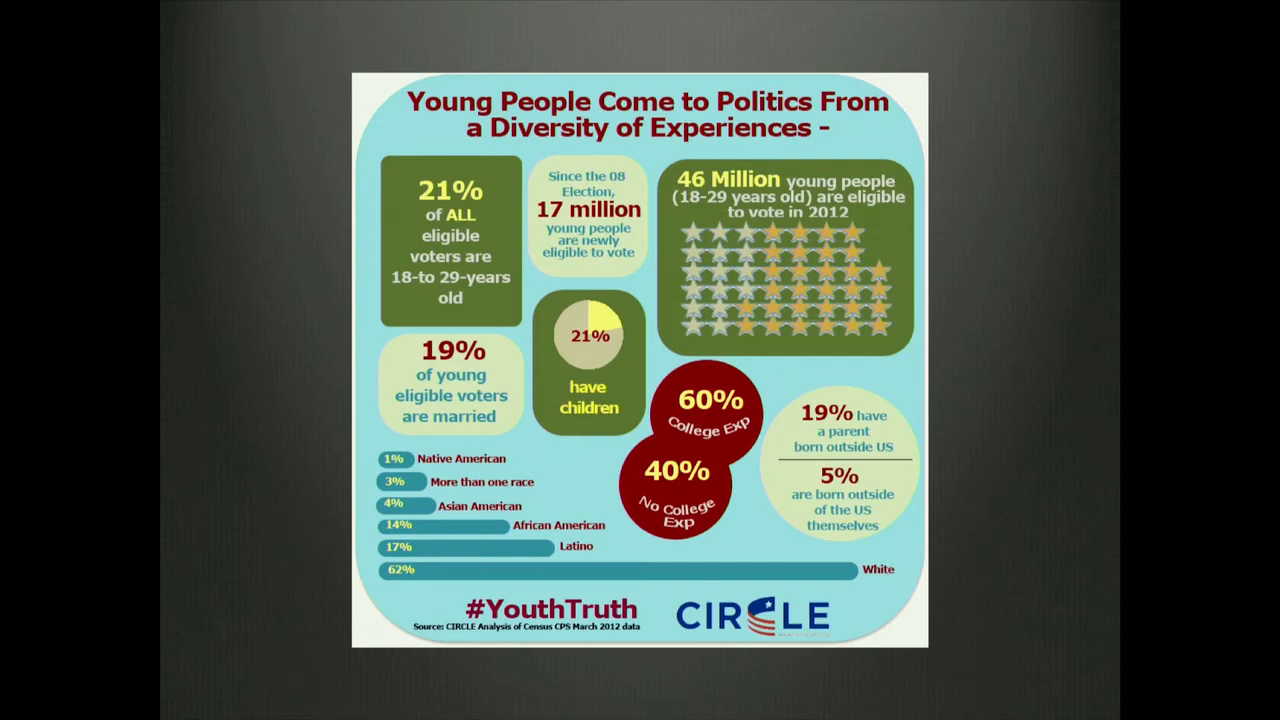 Young People Come to Politics From
a Diversity of Experiences -
21%
of ALL
eligible
voters are
18-to 29-years
old
Since the 08
Election,
17 million
young people
are newly
eligible to vote
46 Million young people
(18-29 years old) are eligible
to vote in 2012
19%
of young
eligible voters
are married
21%
have
children
60%
College Exp
40%
No College
Exp
19% have
a parent
born outside US
5%
are born outside
of the US
themselves
1% Native American
3% More than one race
4% Asian American
14% African American
17% Latino
62% White
#YouthTruth
Source: CIRCLE Analysis of Census CPS March 2012 data
CIRCLE